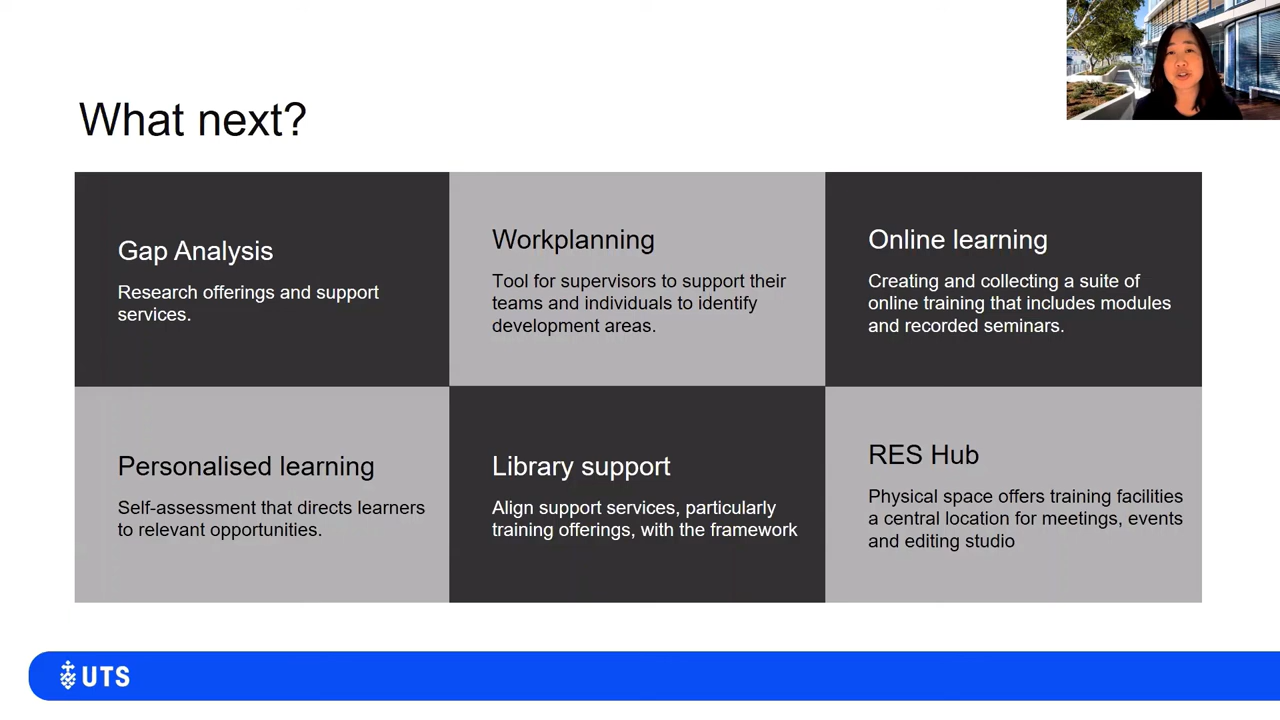 What next?
Gap Analysis
Research offerings and support
services.
Workplanning
Tool for supervisors to support their
teams and individuals to identify
development areas.
Online learning
Creating and collecting a suite of
online training that includes modules
and recorded seminars.
Personalised learning
Self-assessment that directs learners
to relevant opportunities.
Library support
Align support services, particularly
training offerings, with the framework
RES Hub
Physical space offers training facilities
a central location for meetings, events
and editing studio
UTS